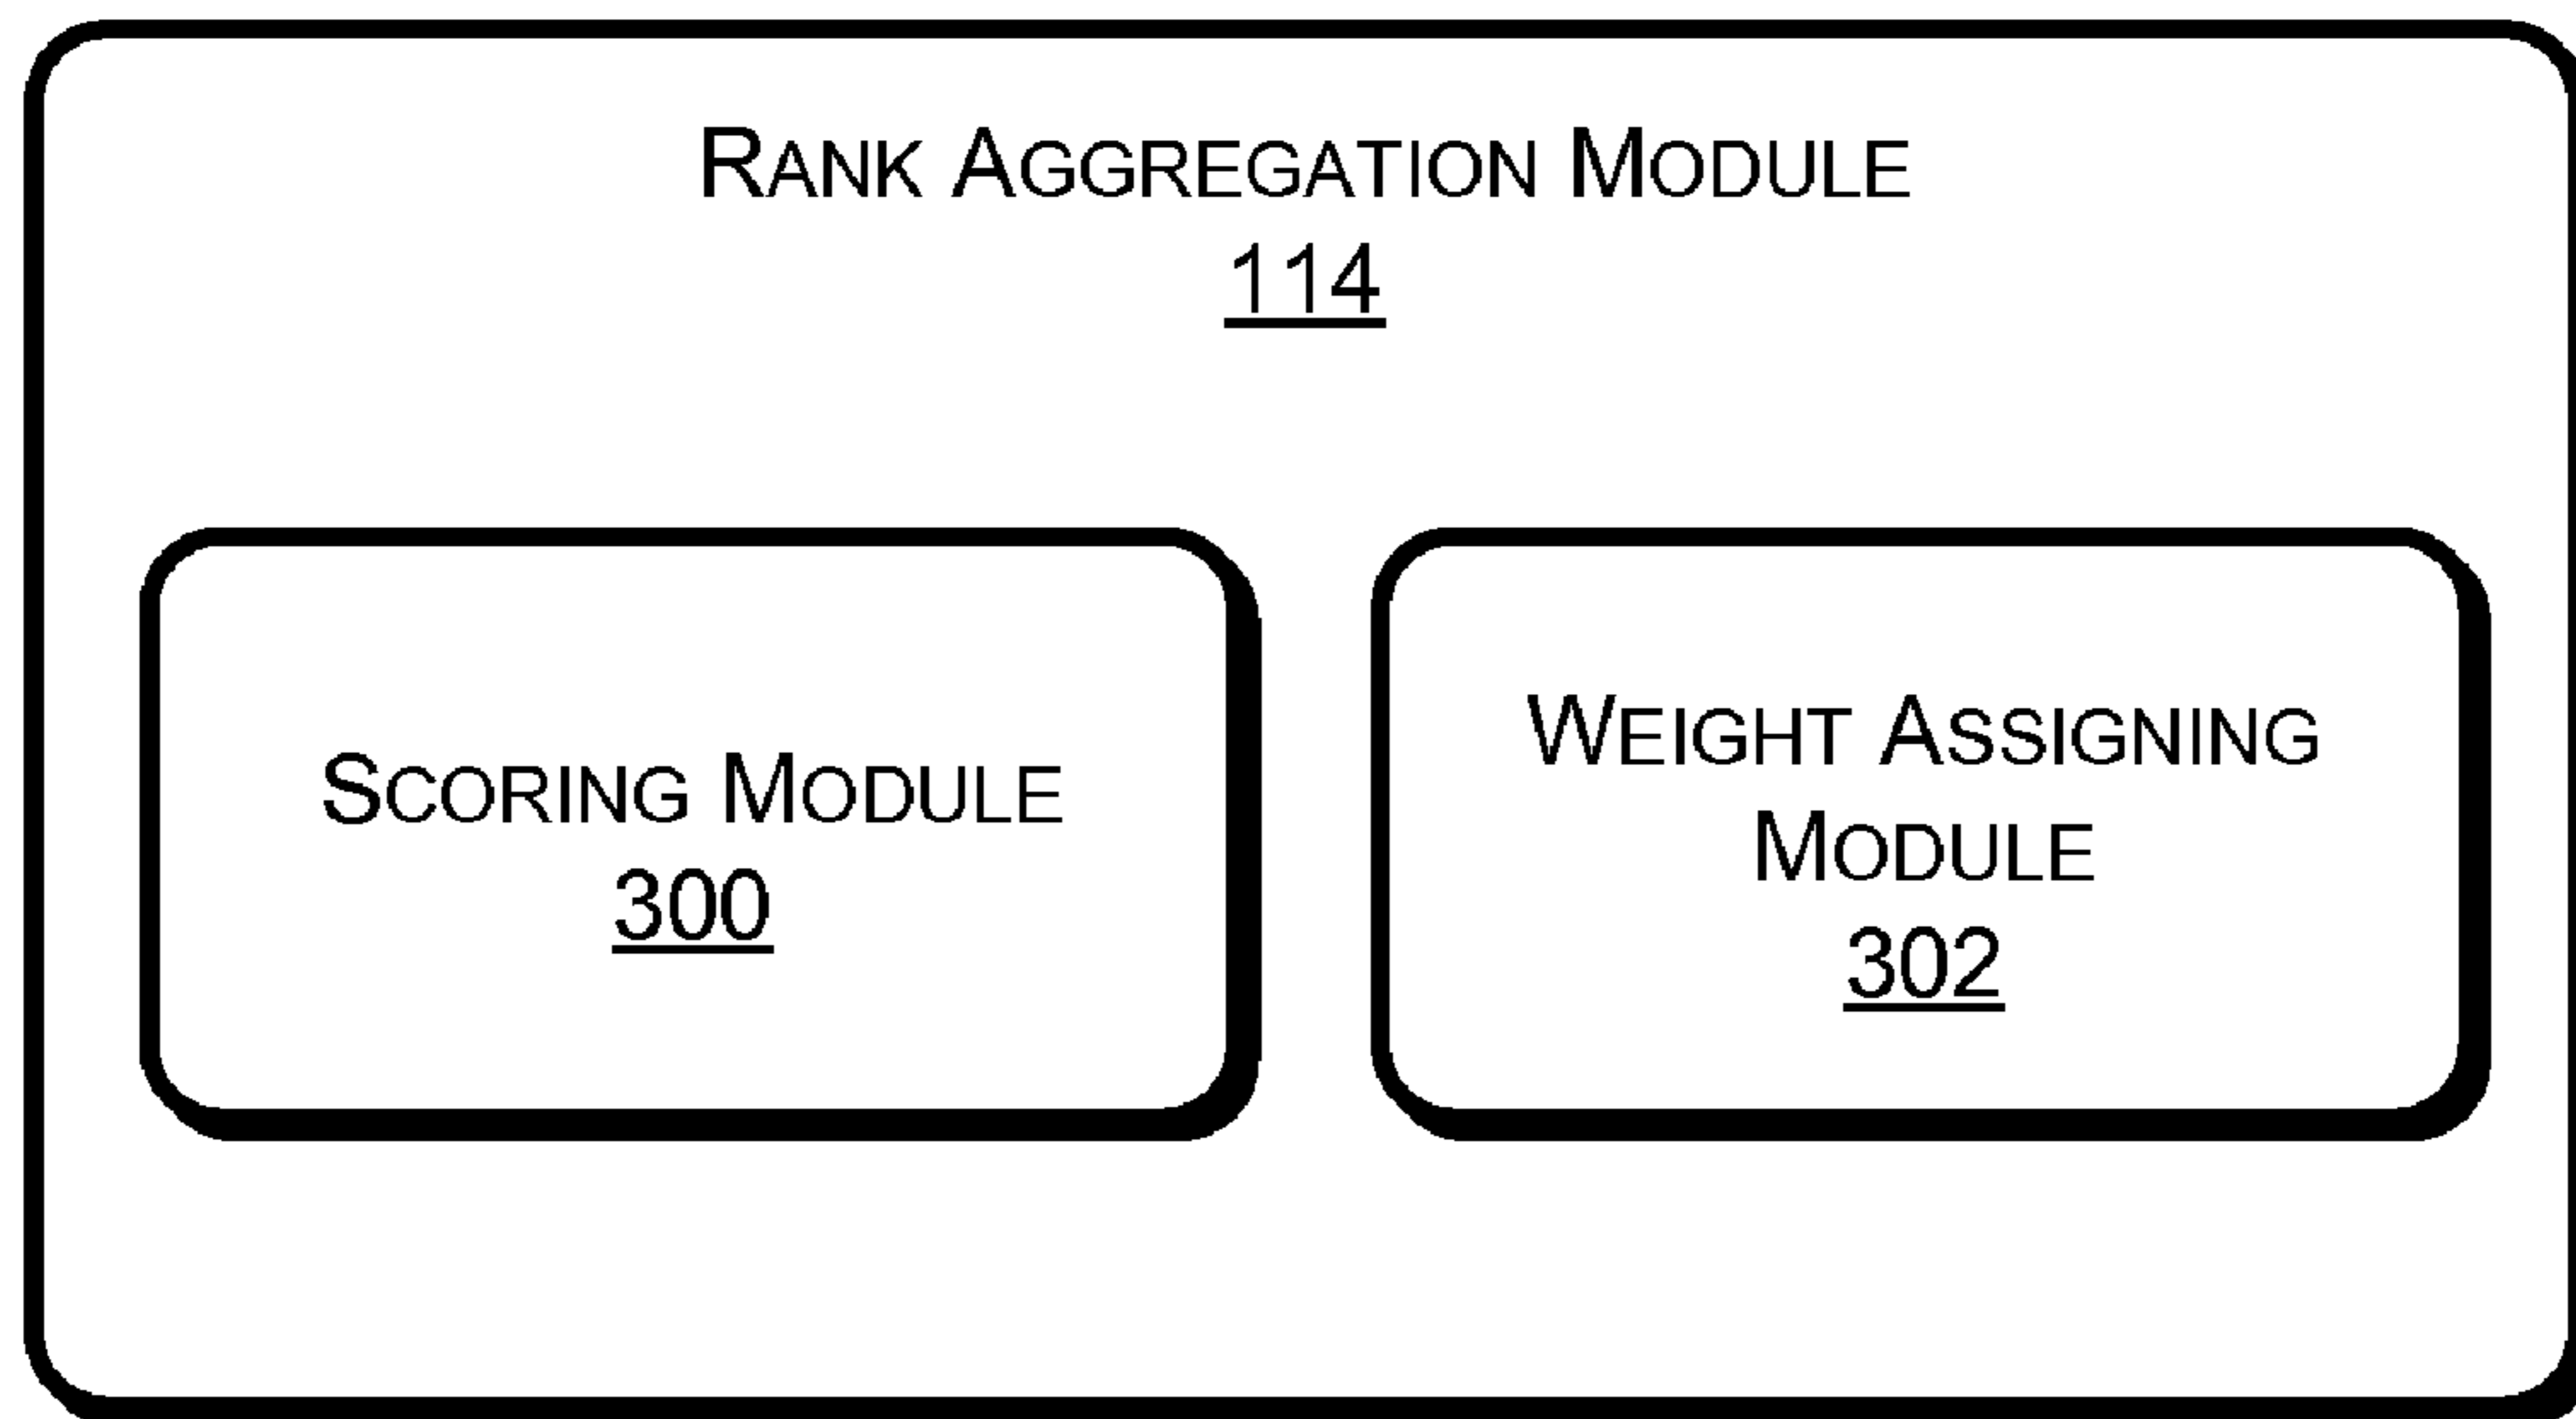 RANK AGGREGATION MODULE
114
SCORING MODULE
300
WEIGHT ASSIGNING
MODULE
302